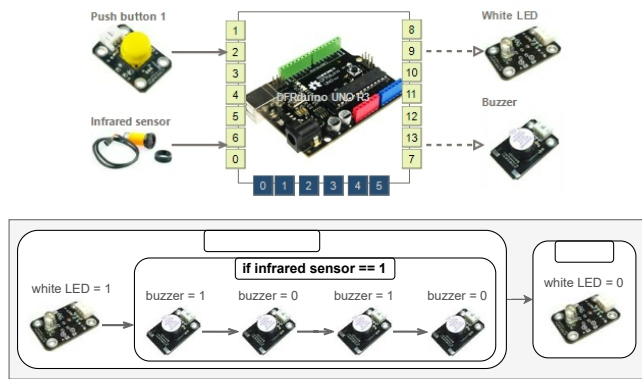 Push button 1
White LED
1
2
3
4
5
6
0
DFRduino UNO R3
8
9
10
11
12
13
7
Infrared sensor
Buzzer
0 1 2 3 4 5
if infrared sensor == 1
white LED = 1
buzzer = 1
buzzer = 0
buzzer = 1
buzzer = 0
white LED = 0